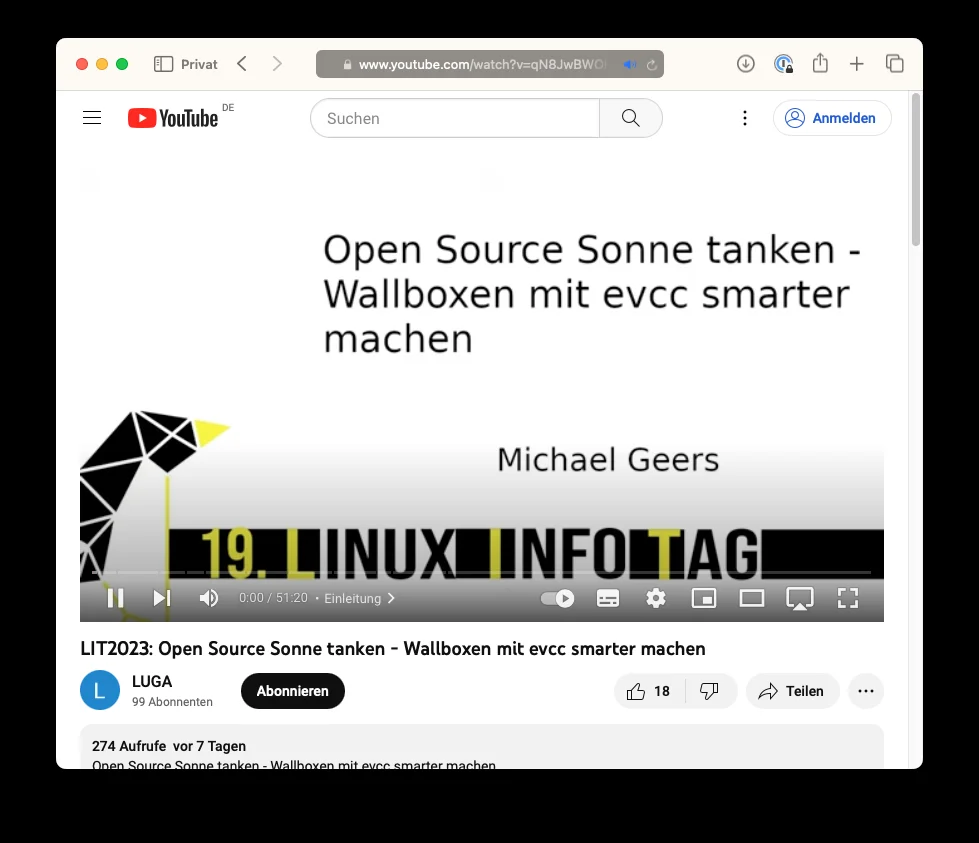 Privat
www.youtube.com/watch?v=qN8JwBWO
YouTube DE
Suchen
Anmelden
Open Source Sonne tanken -
Wallboxen mit evcc smarter
machen
Michael Geers
19. LINUX INFO TAG
0:00 / 51:20 • Einleitung
LIT2023: Open Source Sonne tanken - Wallboxen mit evcc smarter machen
L
LUGA
99 Abonnenten
Abonnieren
18
Teilen
274 Aufrufe vor 7 Tagen
Open Source Sonne tanken - Wallboxen mit evcc smarter machen